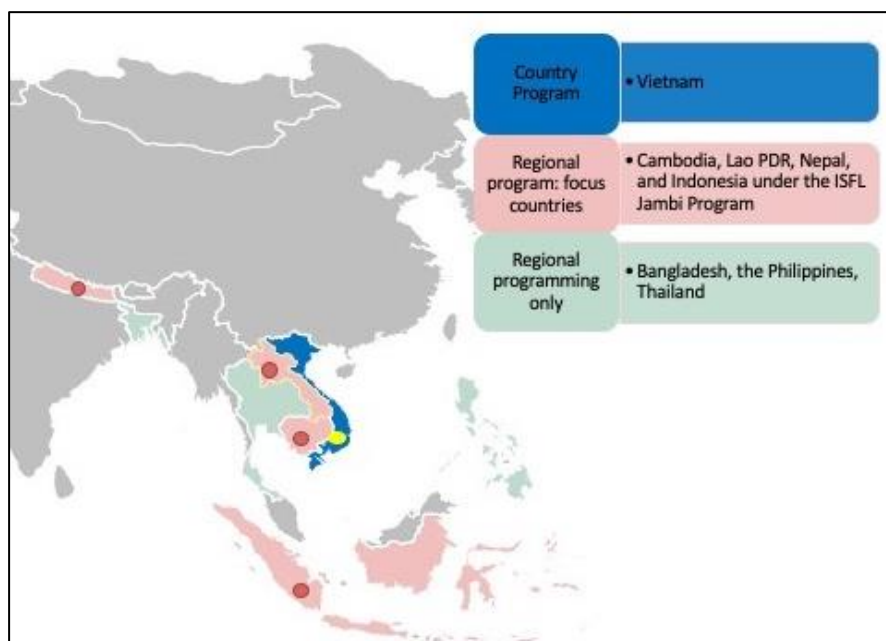 Country
Program
• Vietnam
Regional
program: focus
countries
• Cambodia, Lao PDR, Nepal,
and Indonesia under the ISFL
Jambi Program
Regional
programming
only
• Bangladesh, the Philippines,
Thailand